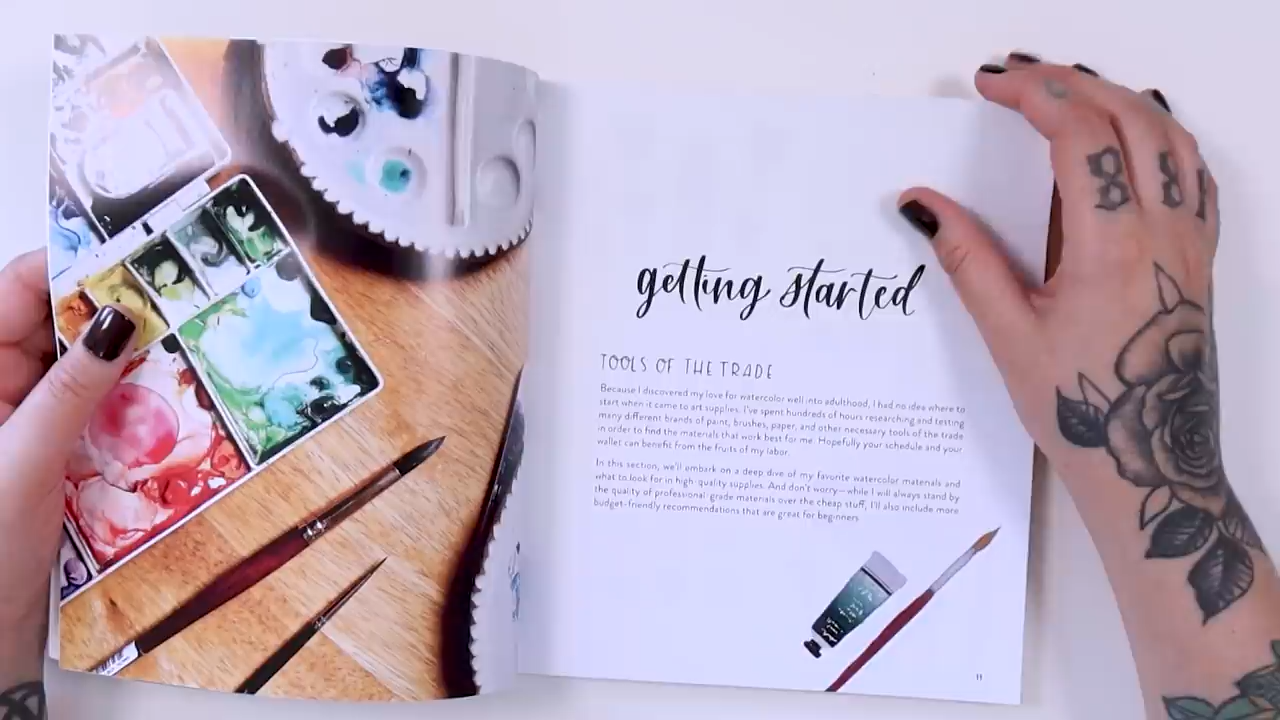 getting started
TOOLS OF THE TRADE
Because I discovered my love for watercolor well into adulthood, I had no idea where to
start when it came to art supplies. I've spent hundreds of hours researching and testing
many different brands of paint, brushes, paper, and other necessary tools of the trade
in order to find the materials that work best for me. Hopefully your schedule and your
wallet can benefit from the fruits of my labor.
In this section, we'll embark on a deep dive of my favorite watercolor materials and
what to look for in high-quality supplies. And don't worry—while I will always stand by
the quality of professional-grade materials over the cheap stuff, I'll also include more
budget-friendly recommendations that are great for beginners
11